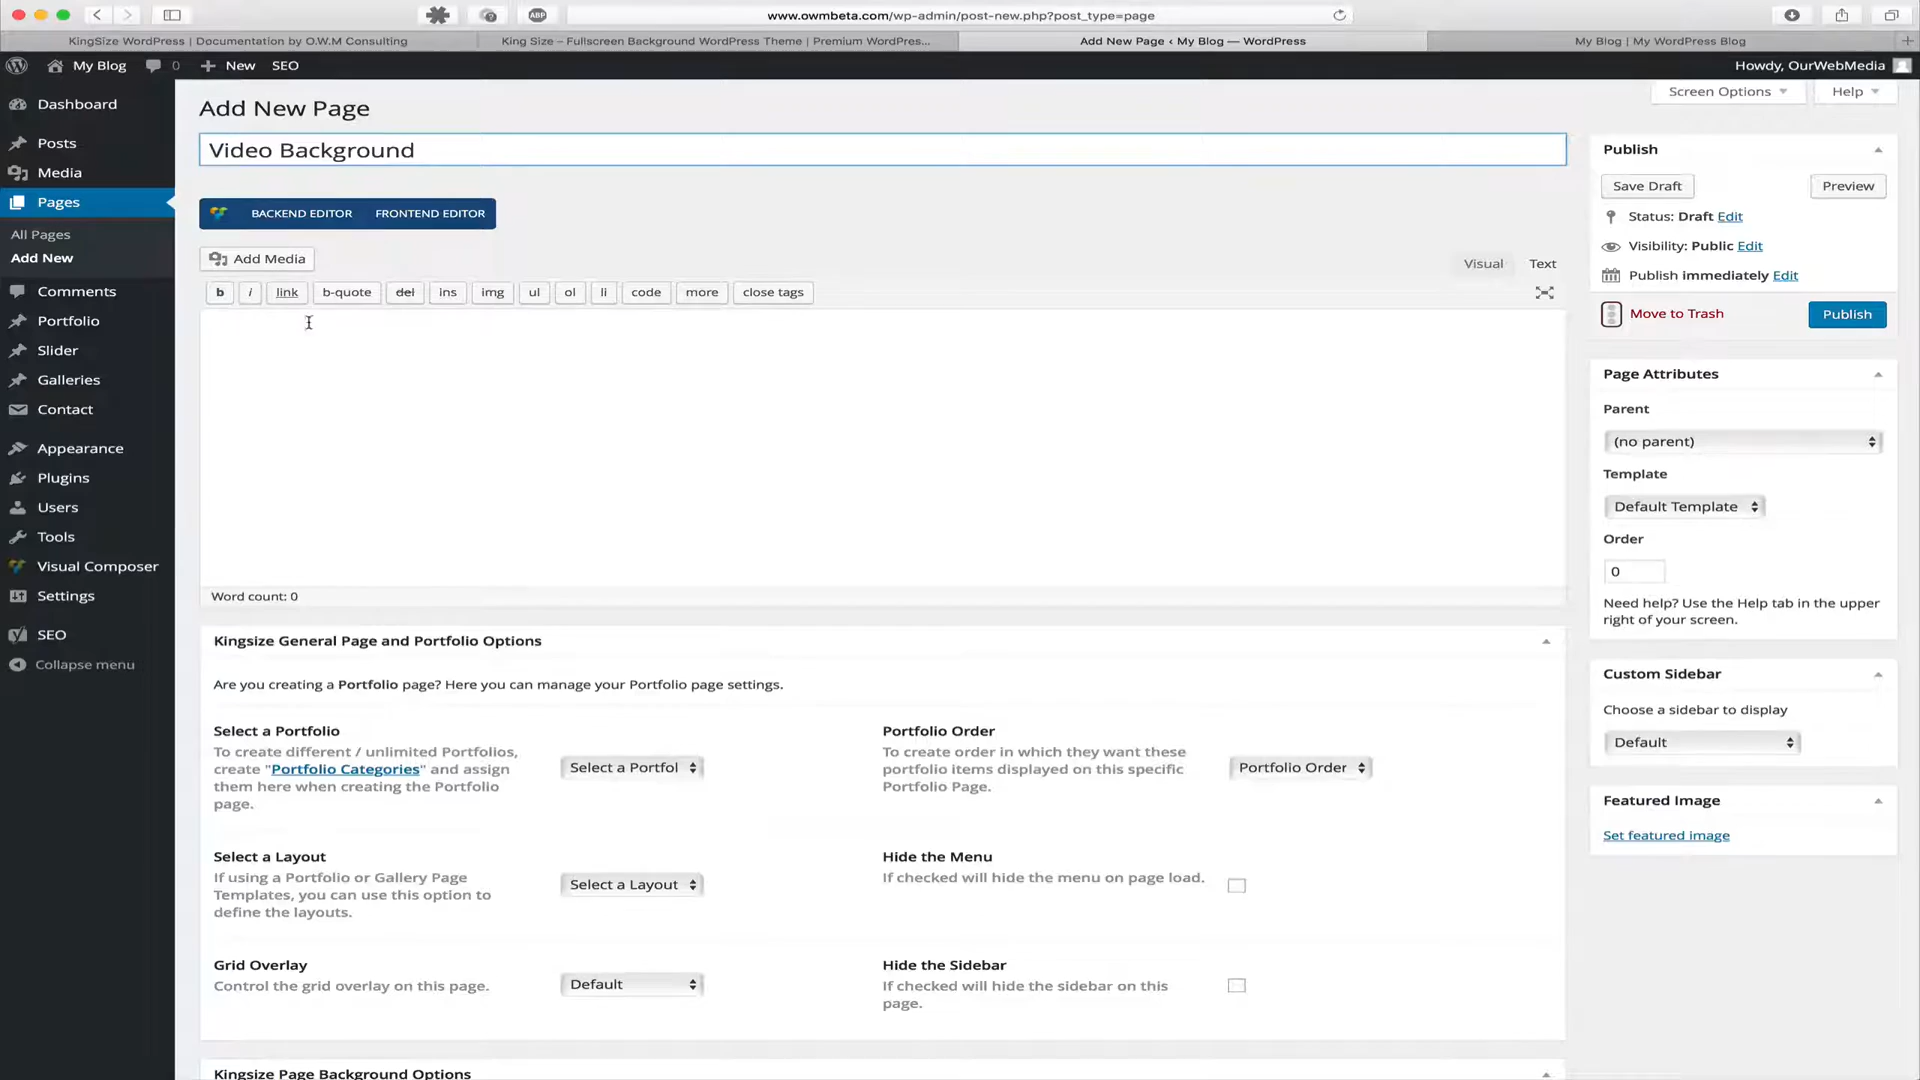 www.owmbeta.com/wp-admin/post-new.php?post_type=page
KingSize WordPress | Documentation by O.W.M Consulting
King Size – Fullscreen Background WordPress Theme | Premium WordPres...
Add New Page ‹ My Blog — WordPress
My Blog | My WordPress Blog
ABP
My Blog
0
New
SEO
Howdy, OurWebMedia
Dashboard
Posts
Media
Pages
All Pages
Add New
Comments
Portfolio
Slider
Galleries
Contact
Appearance
Plugins
Users
Tools
Visual Composer
Settings
SEO
Collapse menu
Screen Options
Help
Add New Page
Video Background
BACKEND EDITOR
FRONTEND EDITOR
Add Media
Visual
Text
b
i
link
b-quote
del
ins
img
ul
ol
li
code
more
close tags
Word count: 0
Kingsize General Page and Portfolio Options
Are you creating a Portfolio page? Here you can manage your Portfolio page settings.
Select a Portfolio
To create different / unlimited Portfolios,
create "Portfolio Categories" and assign
them here when creating the Portfolio
page.
Select a Portfol
Portfolio Order
To create order in which they want these
portfolio items displayed on this specific
Portfolio Page.
Portfolio Order
Select a Layout
If using a Portfolio or Gallery Page
Templates, you can use this option to
define the layouts.
Select a Layout
Hide the Menu
If checked will hide the menu on page load.
Grid Overlay
Control the grid overlay on this page.
Default
Hide the Sidebar
If checked will hide the sidebar on this
page.
Kingsize Page Background Options
Publish
Save Draft
Preview
Status: Draft Edit
Visibility: Public Edit
Publish immediately Edit
Move to Trash
Publish
Page Attributes
Parent
(no parent)
Template
Default Template
Order
0
Need help? Use the Help tab in the upper
right of your screen.
Custom Sidebar
Choose a sidebar to display
Default
Featured Image
Set featured image